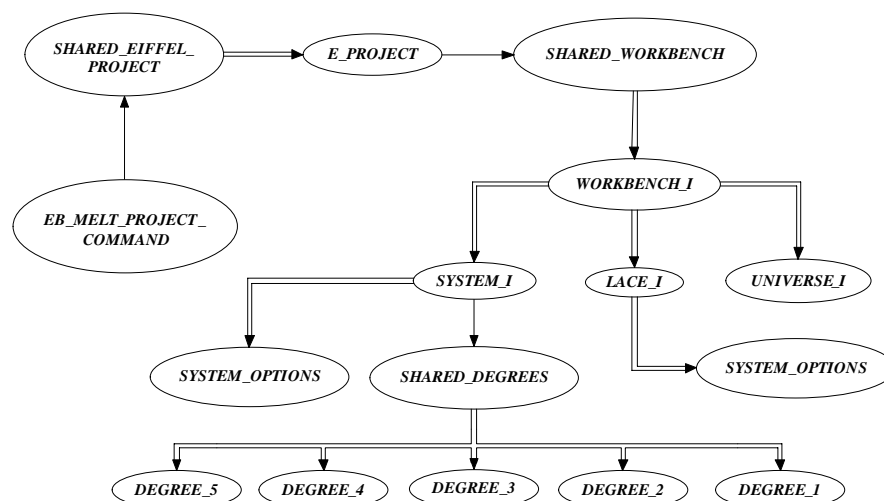 SHARED_EIFFEL_
PROJECT
E_PROJECT
SHARED_WORKBENCH
EB_MELT_PROJECT_
COMMAND
WORKBENCH_I
SYSTEM_I
LACE_I
UNIVERSE_I
SYSTEM_OPTIONS
SHARED_DEGREES
SYSTEM_OPTIONS
DEGREE_5
DEGREE_4
DEGREE_3
DEGREE_2
DEGREE_1